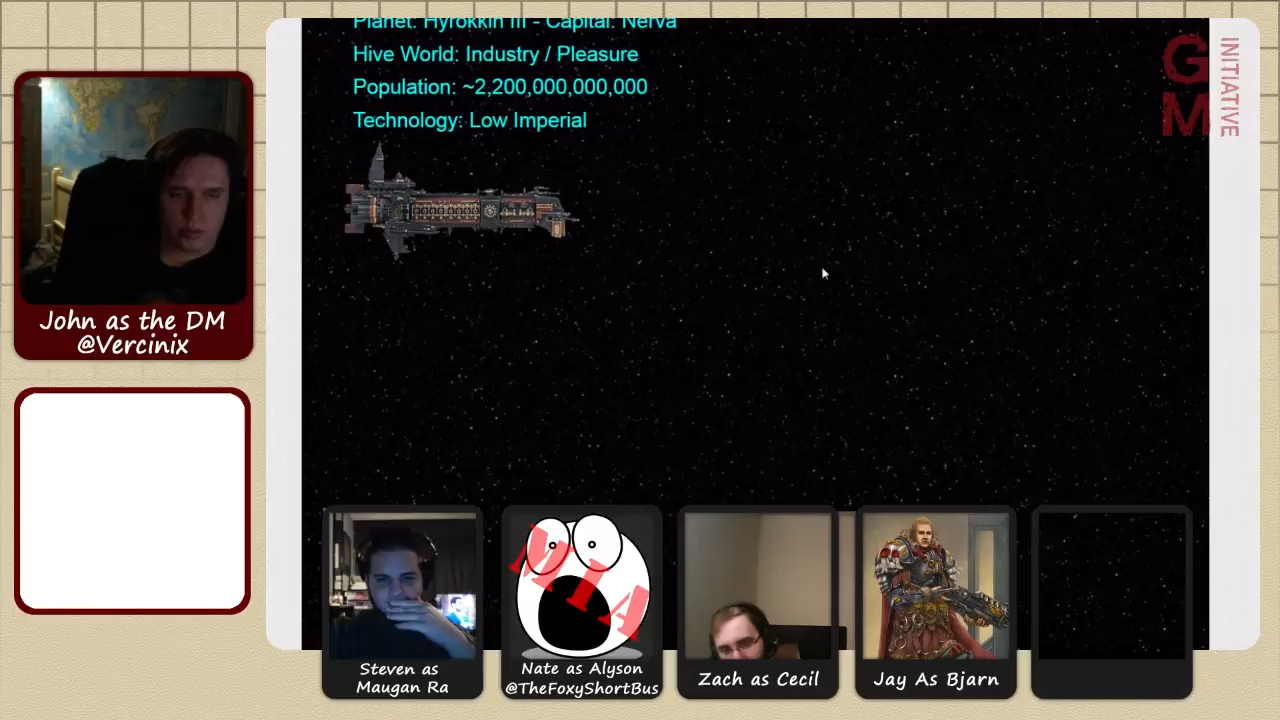 Planet: Hyrokkin III - Capital: Nerva
Hive World: Industry / Pleasure
Population: ~2,200,000,000,000
Technology: Low Imperial
GM
INITIATIVE
John as the DM
@Vercinix
MIA
Steven as
Maugan Ra
Nate as Alyson
@TheFoxyShortBus
Zach as Cecil
Jay As Bjarn